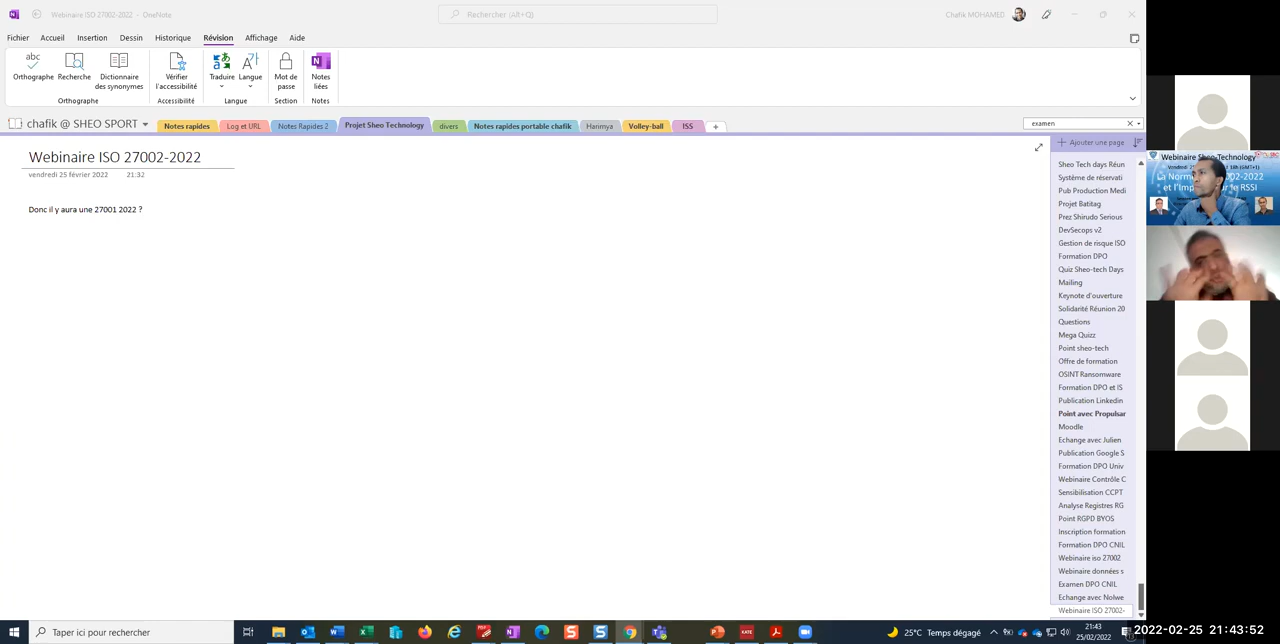 Webinaire ISO 27002-2022 - OneNote
Rechercher (Alt+Q)
Chafik MOHAMED
Fichier Accueil Insertion Dessin Historique Révision Affichage Aide
abc
Orthographe Recherche Dictionnaire des synonymes
Vérifier l'accessibilité
Traduire Langue
Mot de passe
Notes liées
Orthographe Accessibilité Langue Section Notes
chafik @ SHEO SPORT
Notes rapides Log et URL Notes Rapides 2 Projet Sheo Technology divers Notes rapides portable chafik Harimya Volley-ball ISS +
examen
Webinaire ISO 27002-2022
vendredi 25 février 2022 21:32
Donc il y aura une 27001 2022 ?
Ajouter une page
Sheo Tech days Réun
Système de réservati
Pub Production Medi
Projet Batitag
Prez Shirudo Serious
DevSecops v2
Gestion de risque ISO
Formation DPO
Quiz Sheo-tech Days
Mailing
Keynote d'ouverture
Solidarité Réunion 20
Questions
Mega Quizz
Point sheo-tech
Offre de formation
OSINT Ransomware
Formation DPO et IS
Publication Linkedin
Point avec Propulsar
Moodle
Echange avec Julien
Publication Google S
Formation DPO Univ
Webinaire Contrôle C
Sensibilisation CCPT
Analyse Registres RG
Point RGPD BYOS
Inscription formation
Formation DPO CNIL
Webinaire iso 27002
Webinaire données s
Examen DPO CNIL
Echange avec Nolwe
Webinaire ISO 27002-
Webinaire Sheo-Technology
-2022
et l'Imp
le RSSI
Taper ici pour rechercher
25°C Temps dégagé
21:43
25/02/2022
2022-02-25 21:43:52